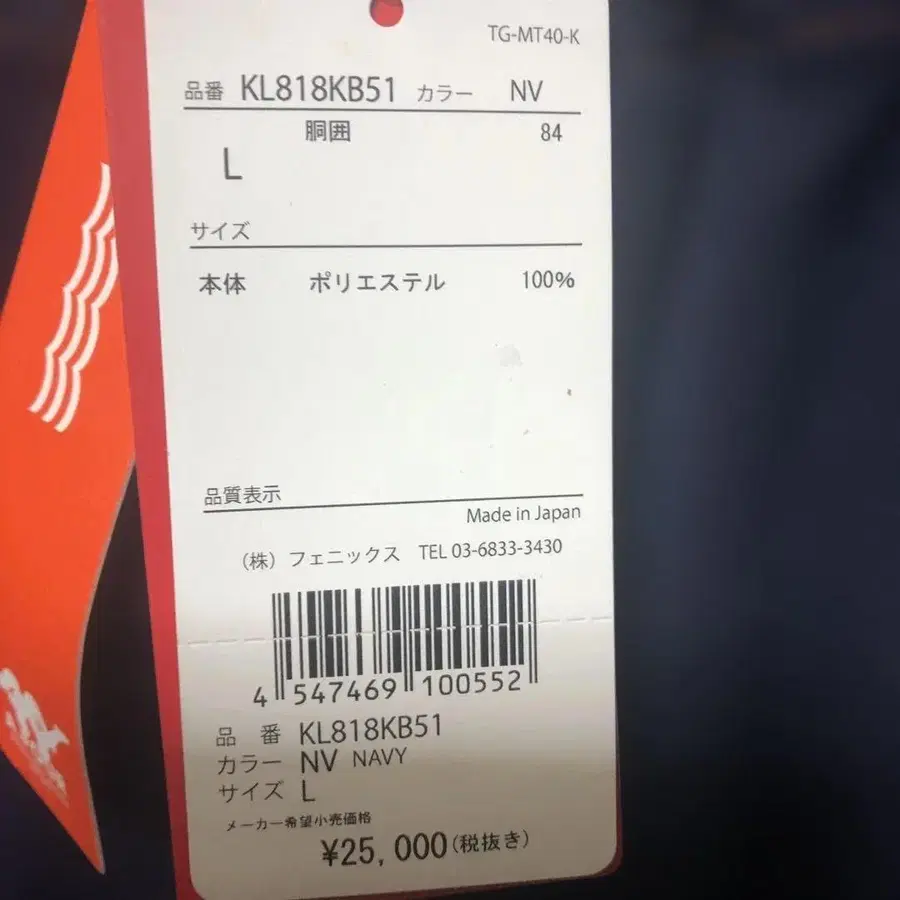 TG-MT40-K
品番 KL818KB51 カラー NV
胴囲 84
L
サイズ
本体 ポリエステル 100%
品質表示
Made in Japan
（株）フェニックス TEL 03-6833-3430
4 547469 100552
品 番 KL818KB51
カラー NV NAVY
サイズ L
メーカー希望小売価格
¥25,000(税抜き)